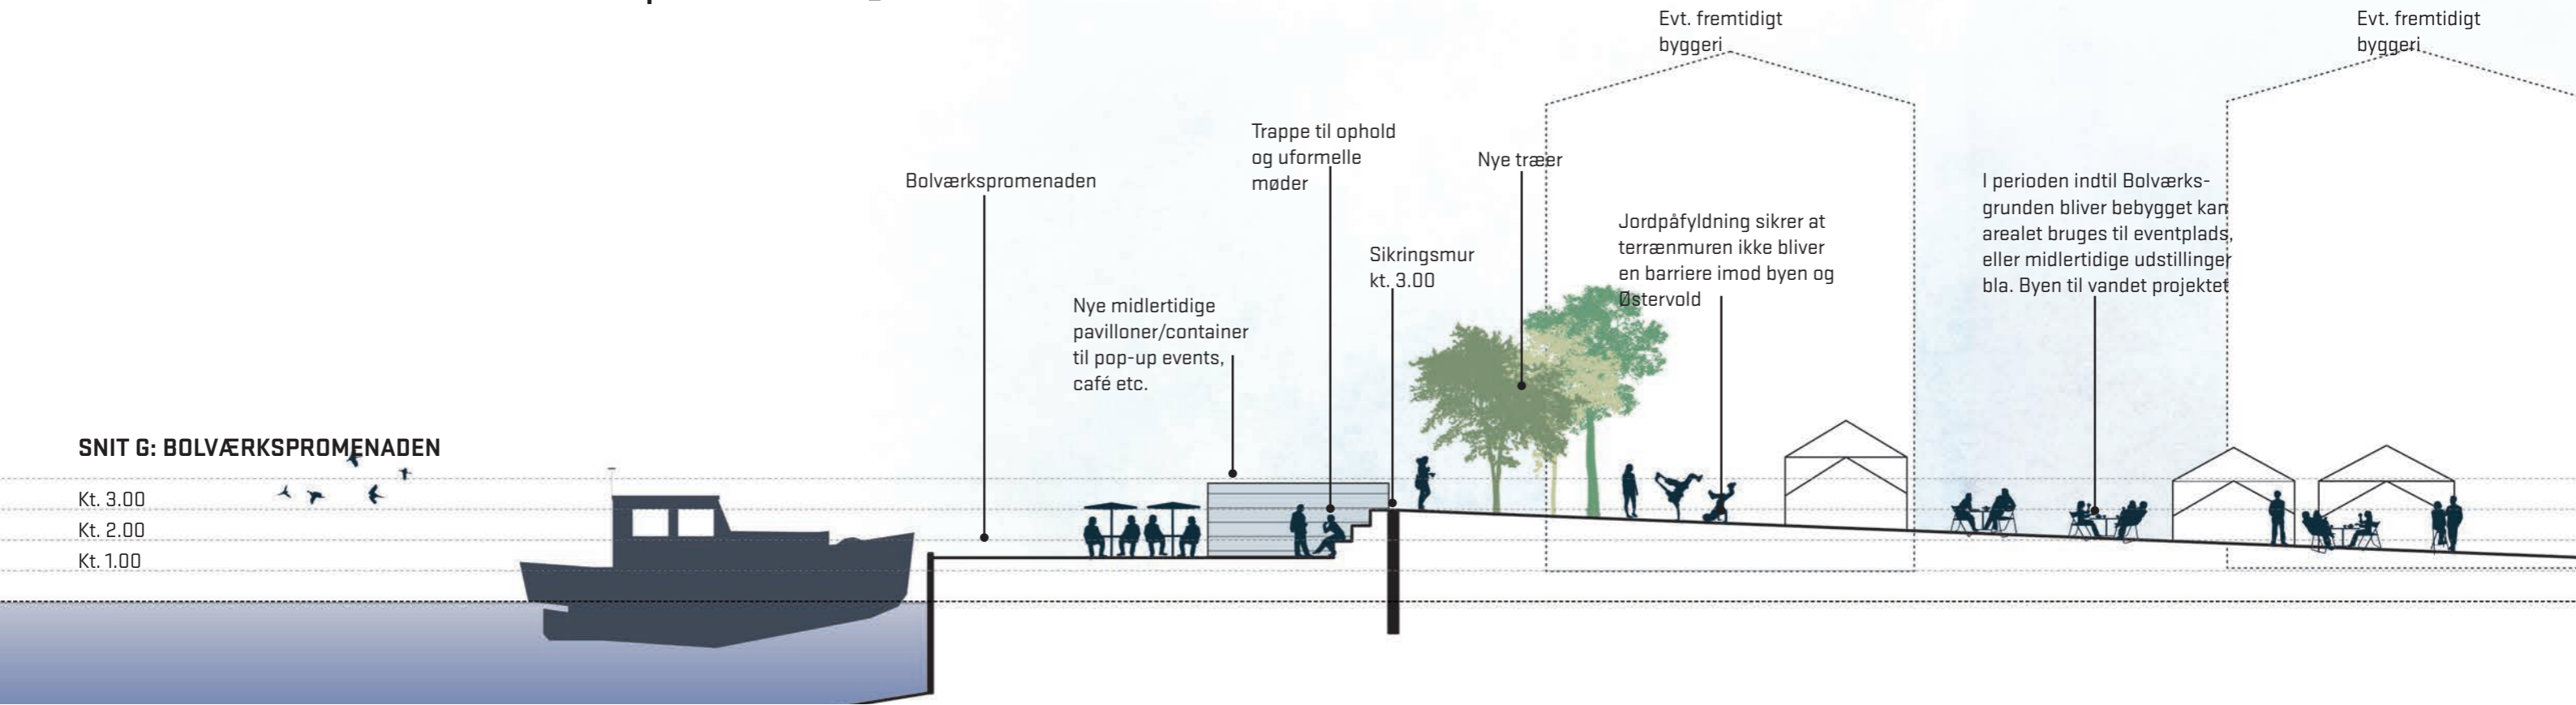 Evt. fremtidigt
byggeri
Evt. fremtidigt
byggeri
Trappe til ophold
og uformelle
møder
Nye træer
Bolværkspromenaden
I perioden indtil Bolværks-
grunden bliver bebygget kan
arealet bruges til eventplads,
eller midlertidige udstillinger
bla. Byen til vandet projektet
Jordpåfyldning sikrer at
terrænmuren ikke bliver
en barriere imod byen og
Østervold
Sikringsmur
kt. 3.00
Nye midlertidige
pavilloner/container
til pop-up events,
café etc.
SNIT G: BOLVÆRKSPROMENADEN
Kt. 3.00
Kt. 2.00
Kt. 1.00